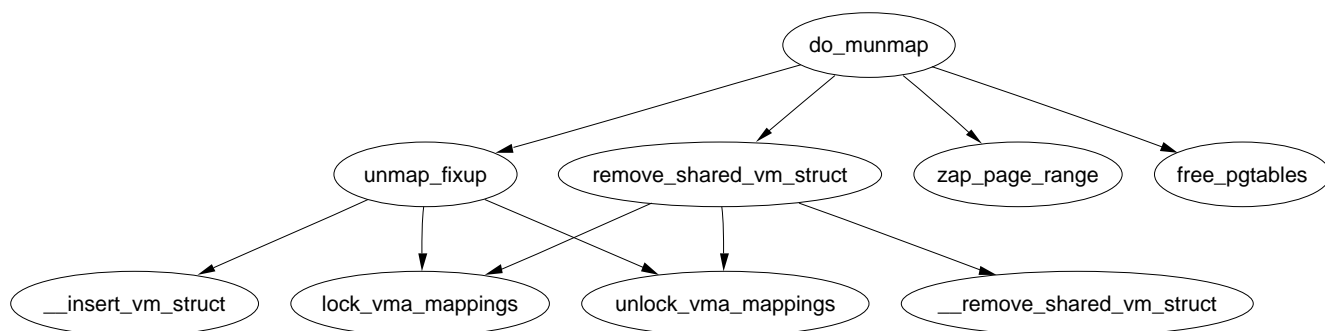 do_munmap
unmap_fixup
remove_shared_vm_struct
zap_page_range
free_pgtables
__insert_vm_struct
lock_vma_mappings
unlock_vma_mappings
__remove_shared_vm_struct